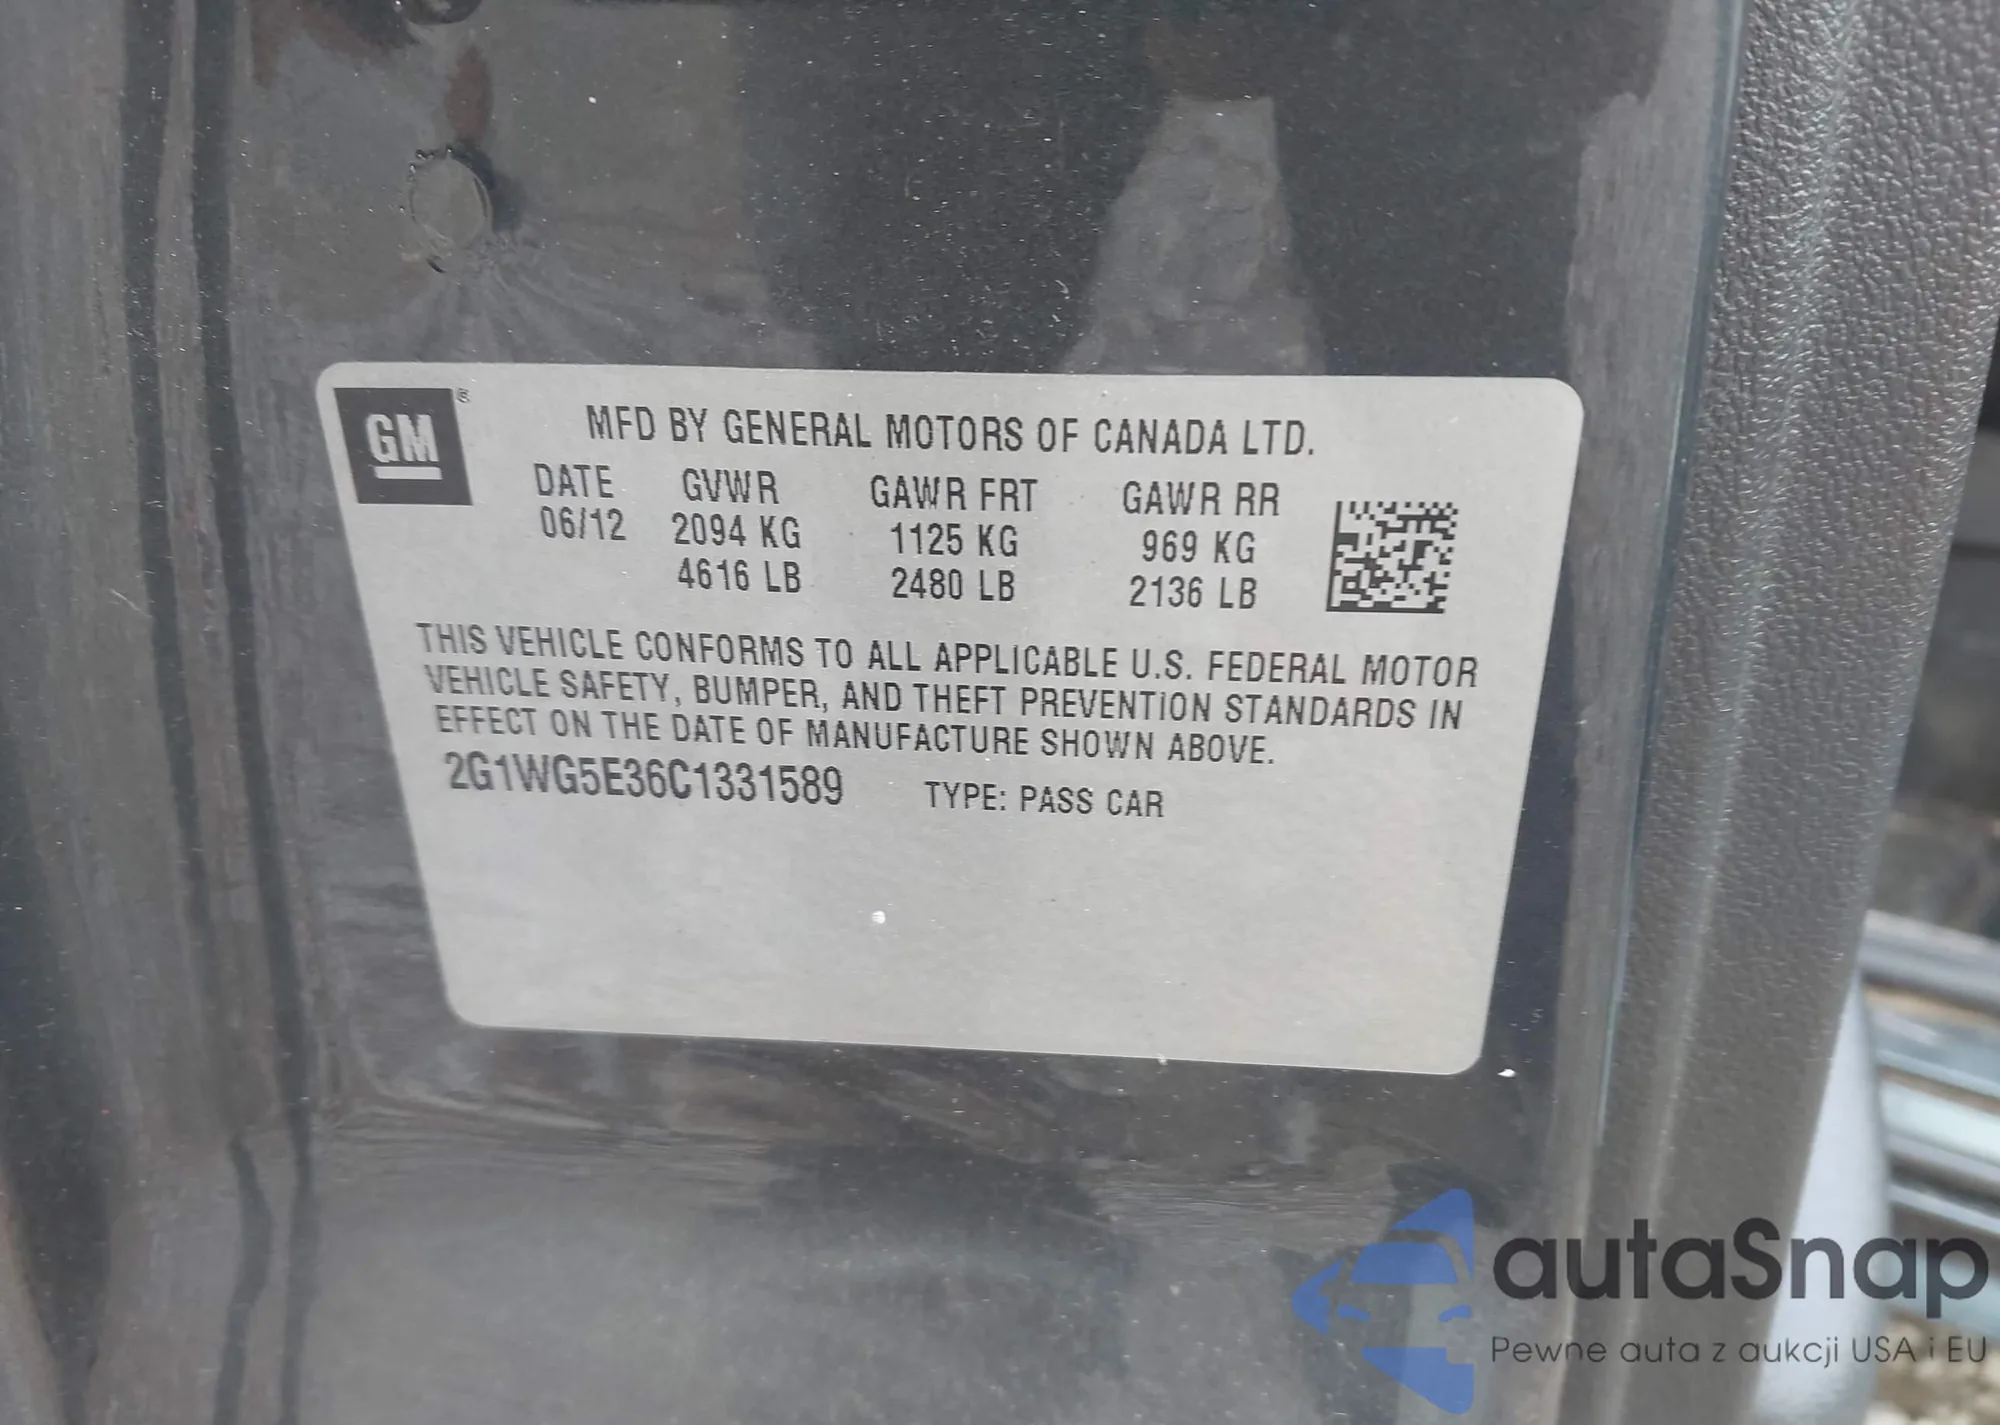 GM ®
MFD BY GENERAL MOTORS OF CANADA LTD.
DATE GVWR GAWR FRT GAWR RR
06/12 2094 KG 1125 KG 969 KG
4616 LB 2480 LB 2136 LB
THIS VEHICLE CONFORMS TO ALL APPLICABLE U.S. FEDERAL MOTOR
VEHICLE SAFETY, BUMPER, AND THEFT PREVENTION STANDARDS IN
EFFECT ON THE DATE OF MANUFACTURE SHOWN ABOVE.
2G1WG5E36C1331589 TYPE: PASS CAR
autaSnap
Pewne auta z aukcji USA i EU